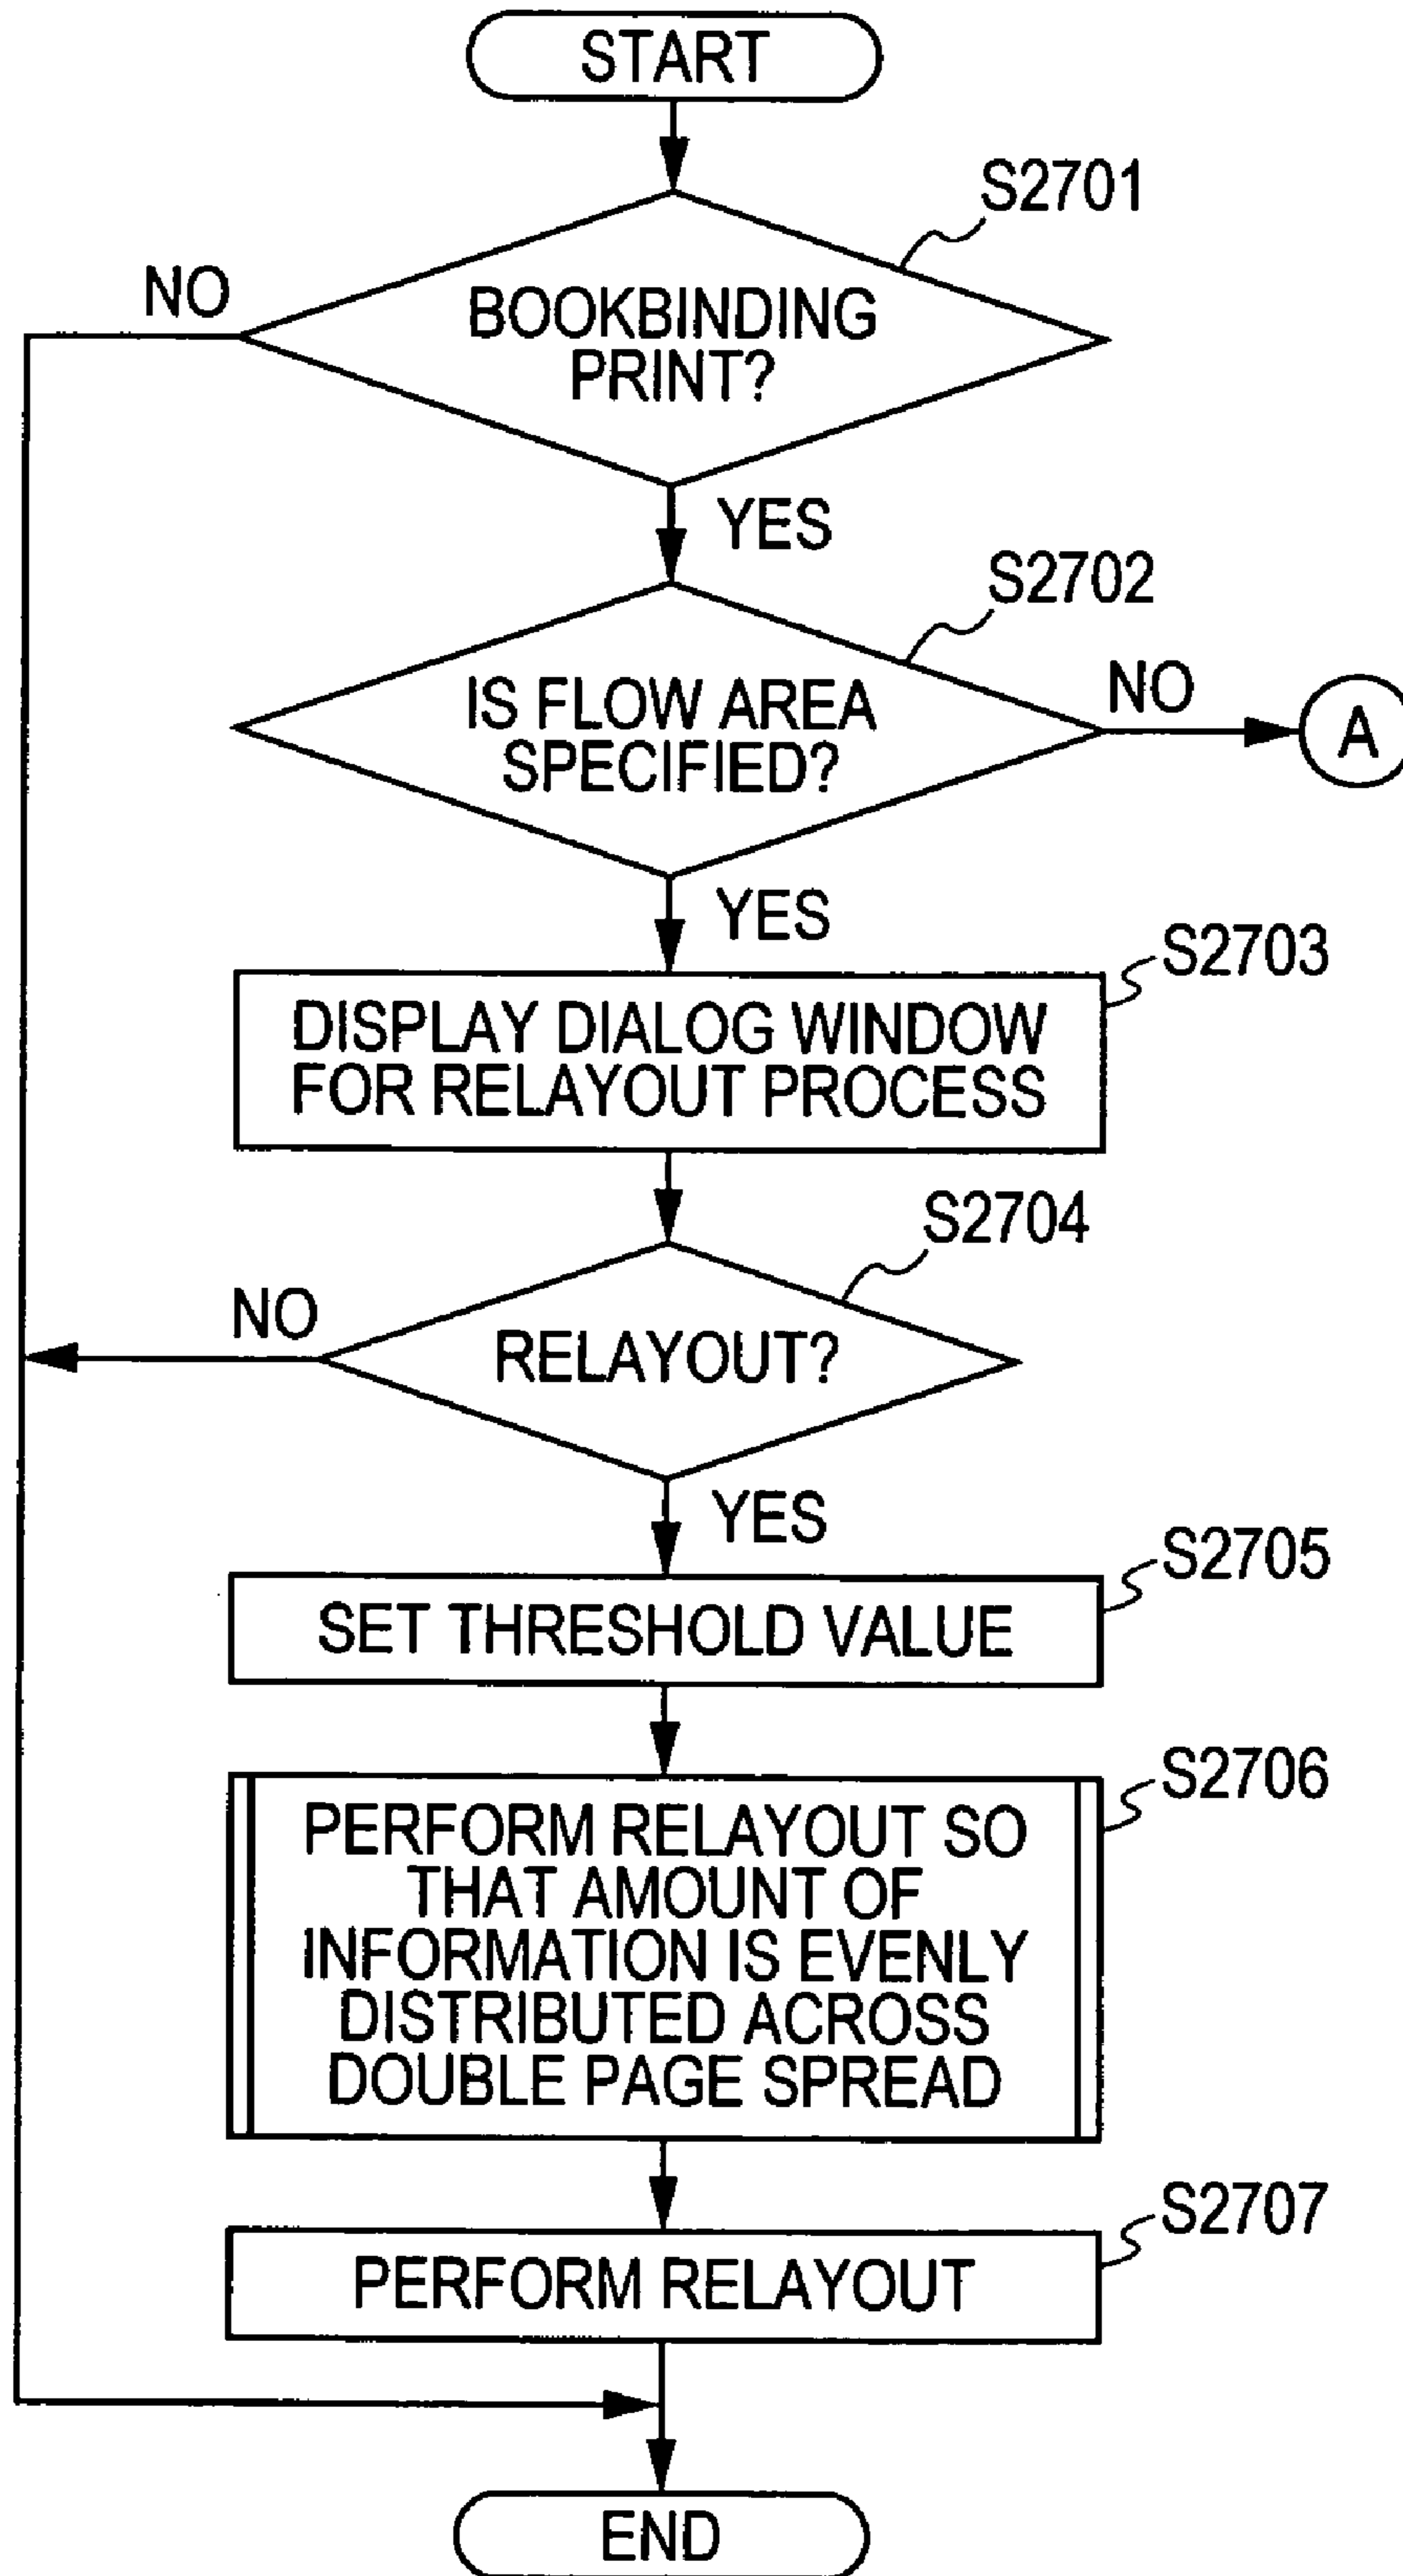 START
S2701
NO
BOOKBINDING
PRINT?
YES
S2702
IS FLOW AREA
SPECIFIED?
NO
A
YES
S2703
DISPLAY DIALOG WINDOW
FOR RELAYOUT PROCESS
S2704
NO
RELAYOUT?
YES
S2705
SET THRESHOLD VALUE
S2706
PERFORM RELAYOUT SO
THAT AMOUNT OF
INFORMATION IS EVENLY
DISTRIBUTED ACROSS
DOUBLE PAGE SPREAD
S2707
PERFORM RELAYOUT
END